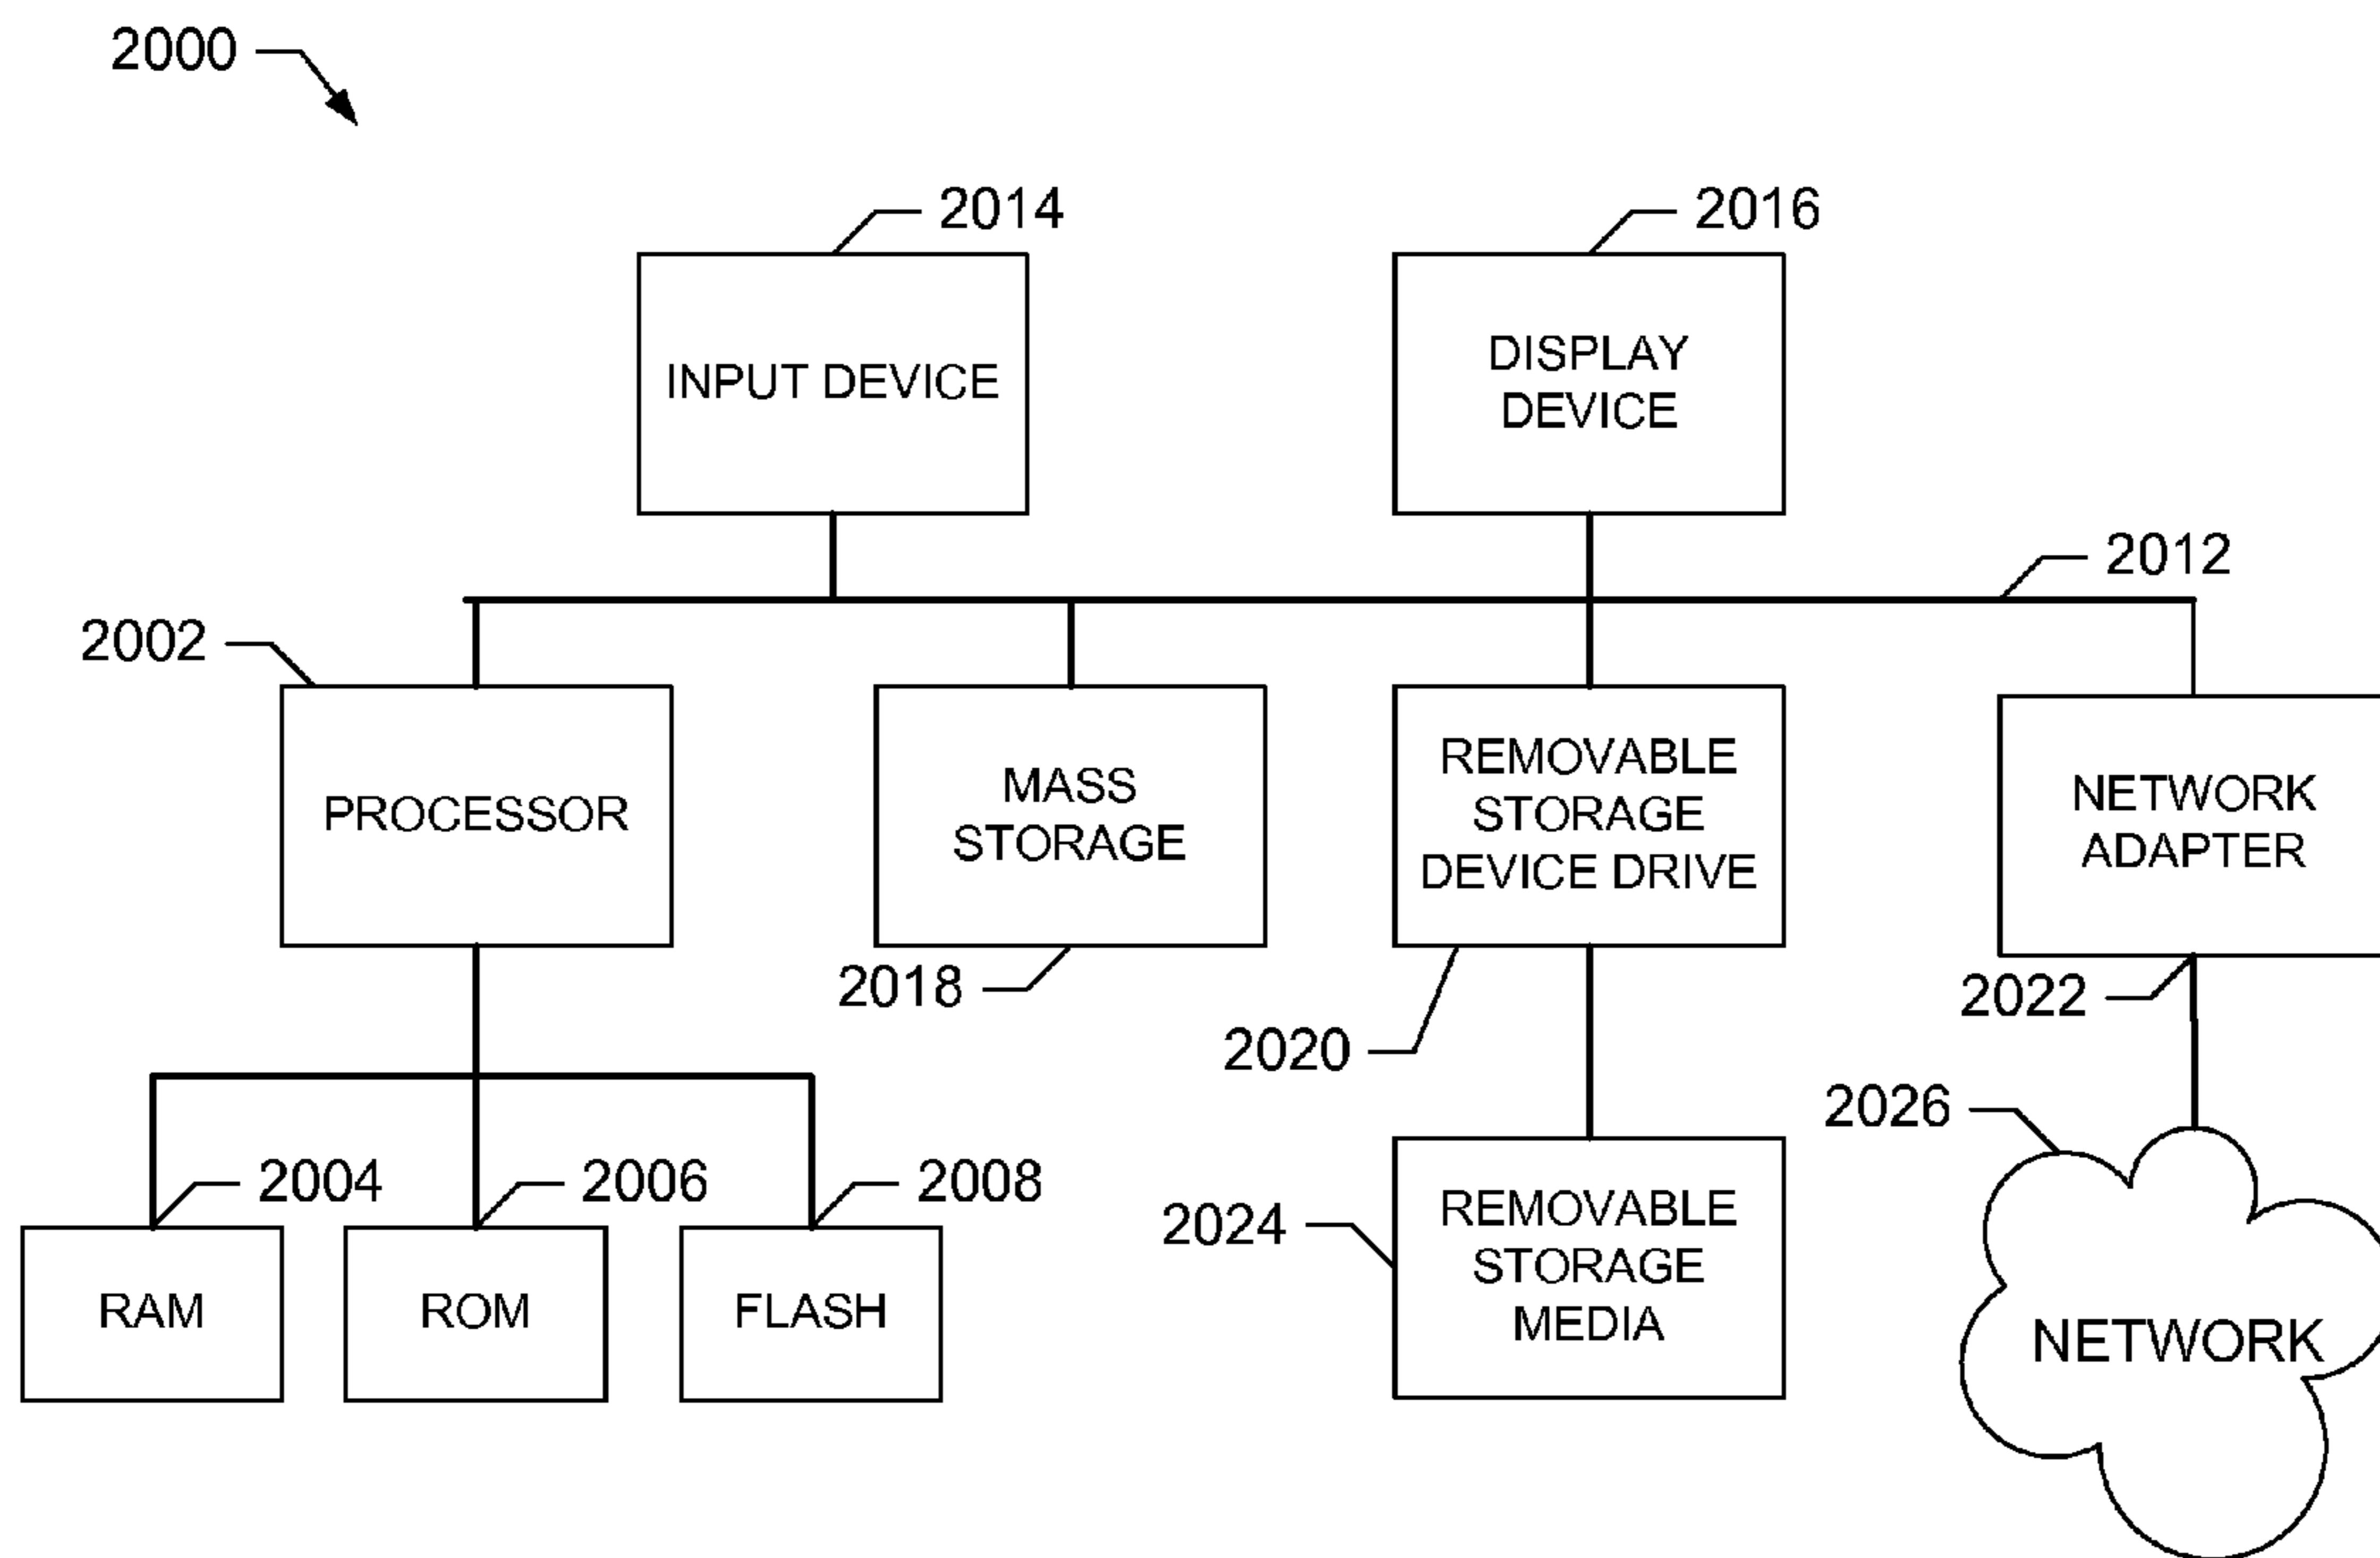 2000
2014
2016
INPUT DEVICE
DISPLAY
DEVICE
2012
2002
PROCESSOR
MASS
STORAGE
REMOVABLE
STORAGE
DEVICE DRIVE
NETWORK
ADAPTER
2018
2020
2022
2026
2004
2006
2008
2024
RAM
ROM
FLASH
REMOVABLE
STORAGE
MEDIA
NETWORK